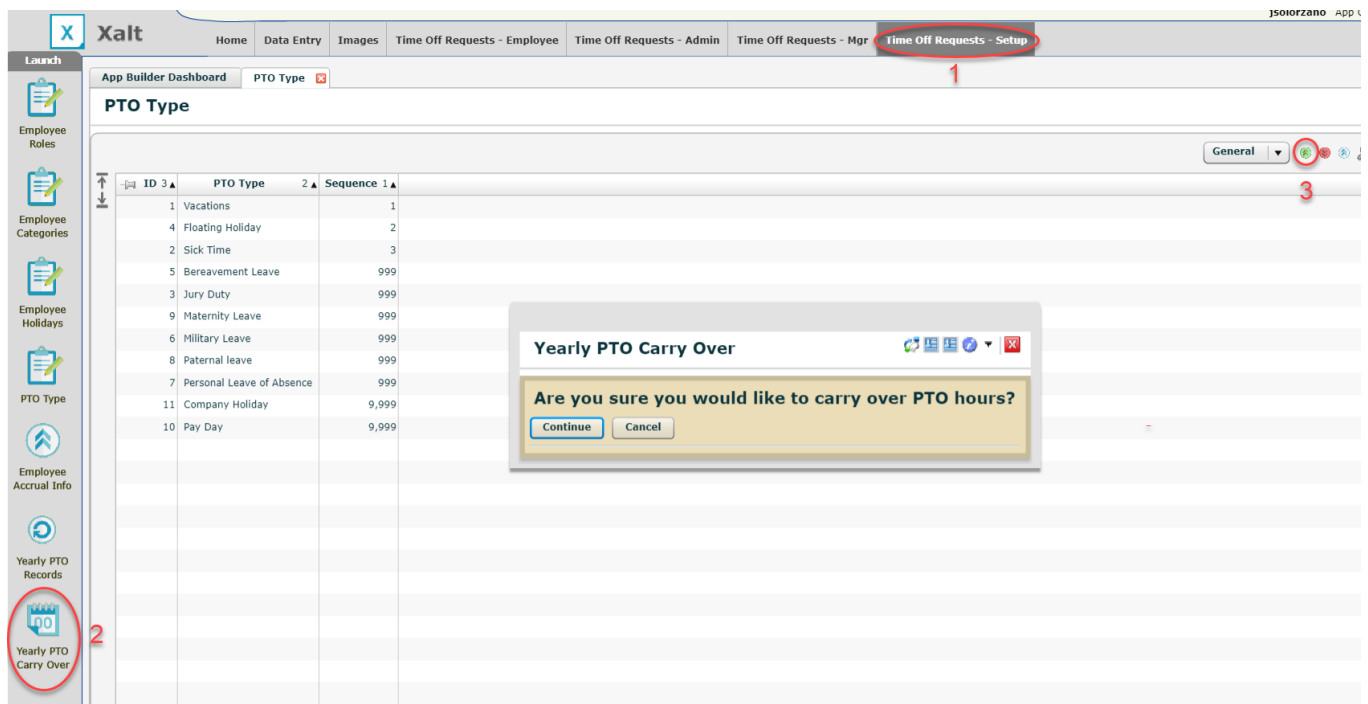 jsolorzano App
X Xalt
Home Data Entry Images Time Off Requests - Employee Time Off Requests - Admin Time Off Requests - Mgr Time Off Requests - Setup
1
Launch
App Builder Dashboard PTO Type
PTO Type
Employee
Roles
General
3
ID 3 PTO Type 2 Sequence 1
1 Vacations 1
4 Floating Holiday 2
2 Sick Time 3
5 Bereavement Leave 999
3 Jury Duty 999
9 Maternity Leave 999
6 Military Leave 999
8 Paternal leave 999
7 Personal Leave of Absence 999
11 Company Holiday 9,999
10 Pay Day 9,999
Employee
Categories
Employee
Holidays
PTO Type
Employee
Accrual Info
Yearly PTO
Records
00
Yearly PTO
Carry Over
2
Yearly PTO Carry Over
Are you sure you would like to carry over PTO hours?
Continue Cancel